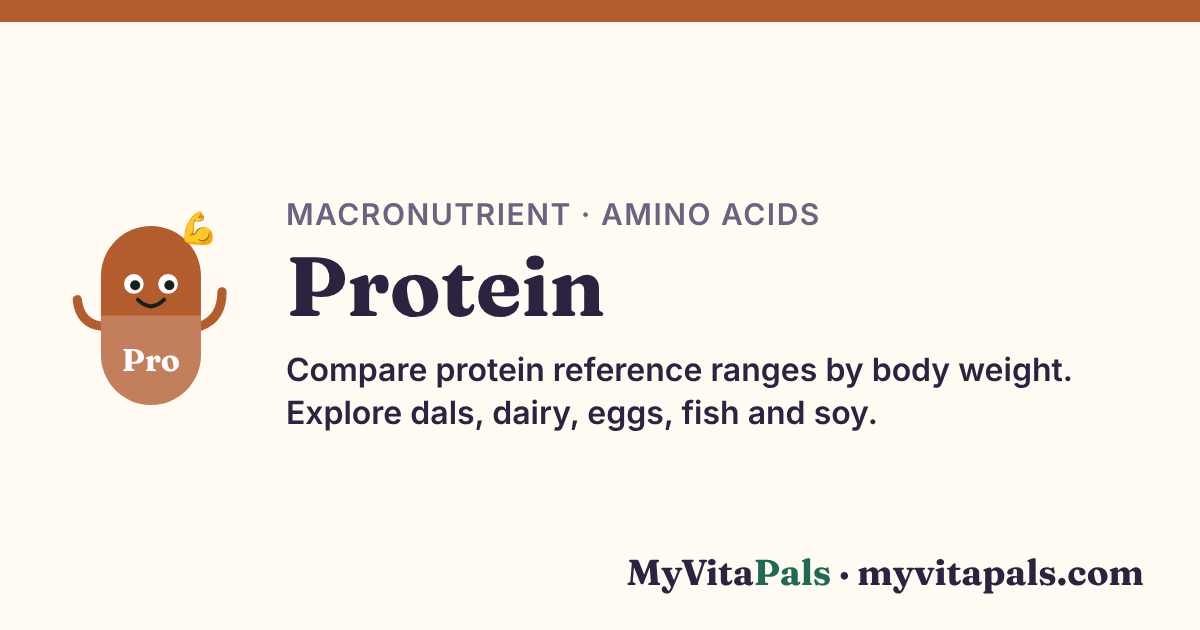 MACRONUTRIENT · AMINO ACIDS
Protein
Compare protein reference ranges by body weight.
Explore dals, dairy, eggs, fish and soy.
Pro
MyVitaPals · myvitapals.com